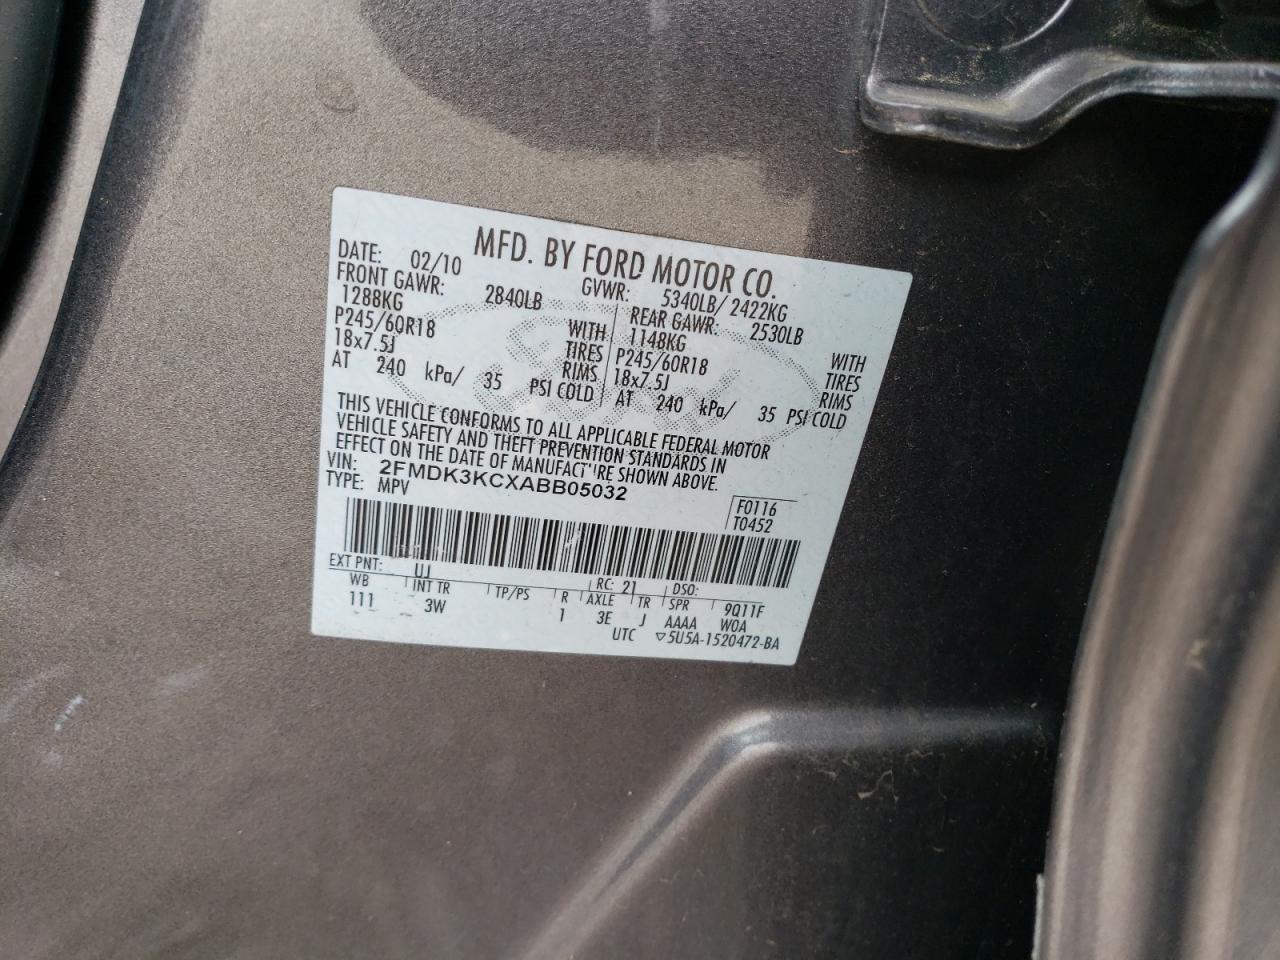 MFD. BY FORD MOTOR CO.
DATE: 02/10 GVWR: 5340LB/ 2422KG
FRONT GAWR: 2840LB REAR GAWR: 2530LB
1288KG WITH 1148KG WITH
P245/60R18 TIRES P245/60R18 TIRES
18x7.5J RIMS 18x7.5J RIMS
AT 240 kPa/ 35 PSI COLD AT 240 kPa/ 35 PSI COLD
THIS VEHICLE CONFORMS TO ALL APPLICABLE FEDERAL MOTOR
VEHICLE SAFETY AND THEFT PREVENTION STANDARDS IN
EFFECT ON THE DATE OF MANUFACTURE SHOWN ABOVE.
VIN: 2FMDK3KCXABB05032
TYPE: MPV
F0116
T0452
EXT PNT: UJ RC: 21 DSO:
WB INT TR TP/PS R AXLE TR SPR 9Q11F
111 3W 1 3E J AAAA W0A
UTC ▽5U5A-1520472-BA